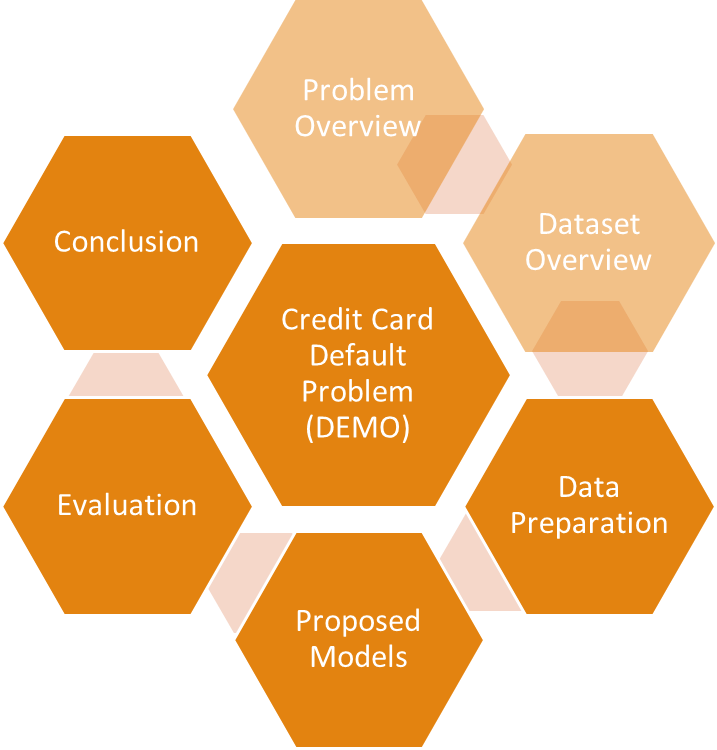 Problem
Overview
Dataset
Overview
Data
Preparation
Proposed
Models
Evaluation
Conclusion
Credit Card
Default
Problem
(DEMO)